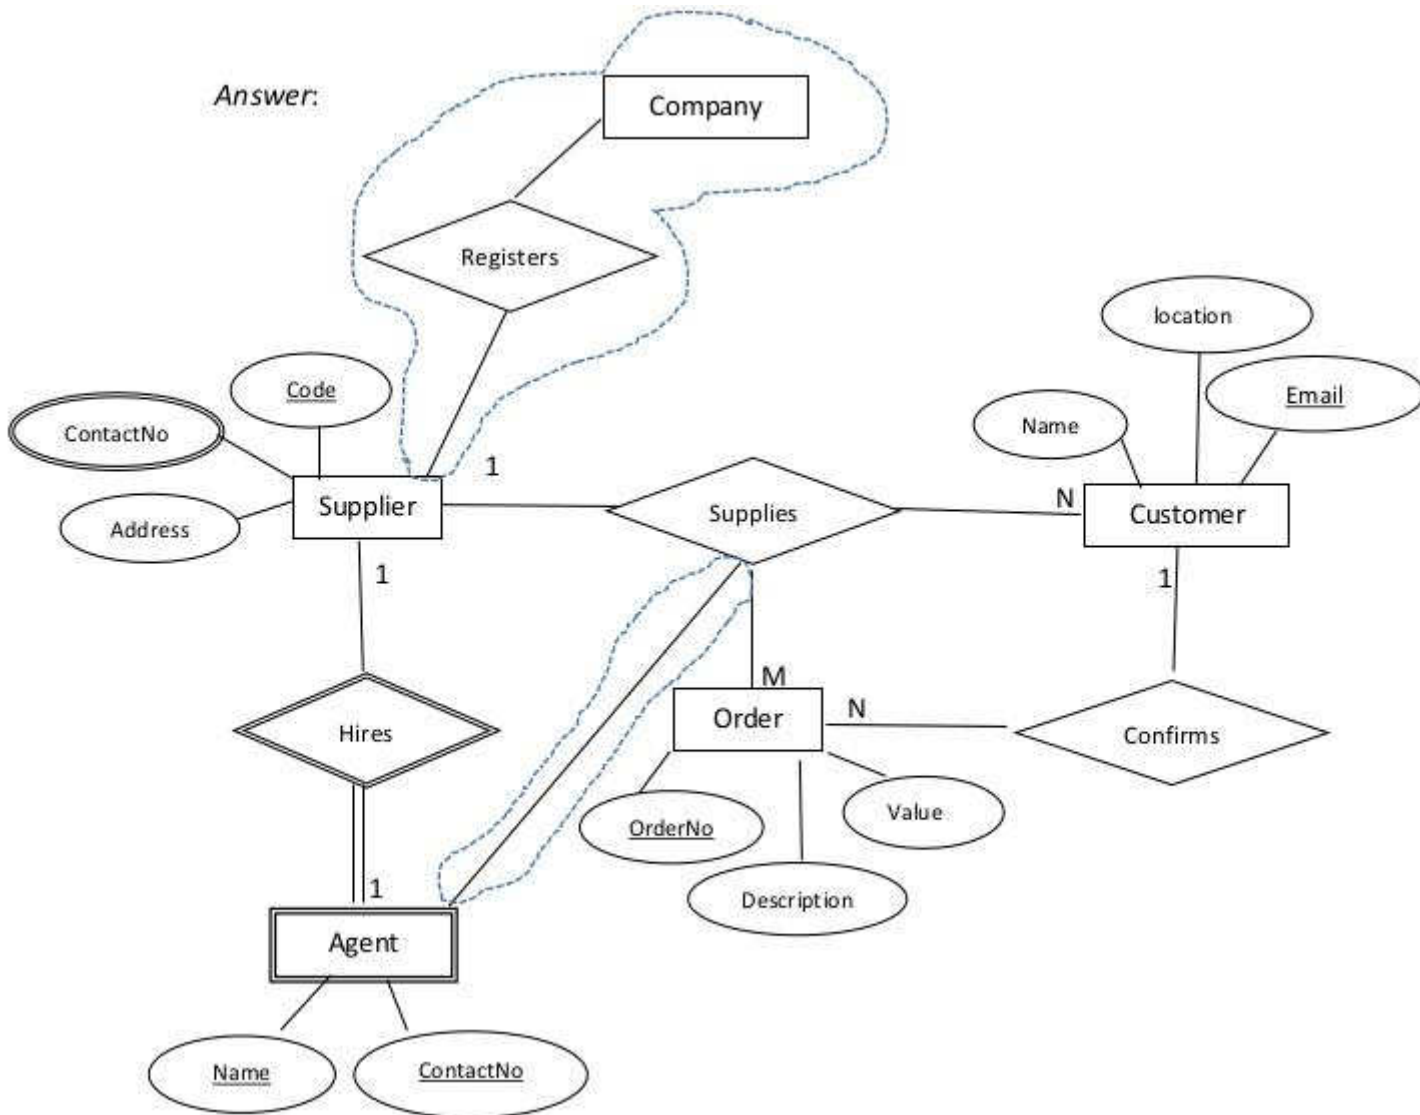 Answer:
Company
Registers
location
Code
Email
ContactNo
Name
1
Supplier
Supplies
N
Customer
Address
1
1
M
N
Order
Hires
Confirms
Value
OrderNo
1
Description
Agent
Name
ContactNo